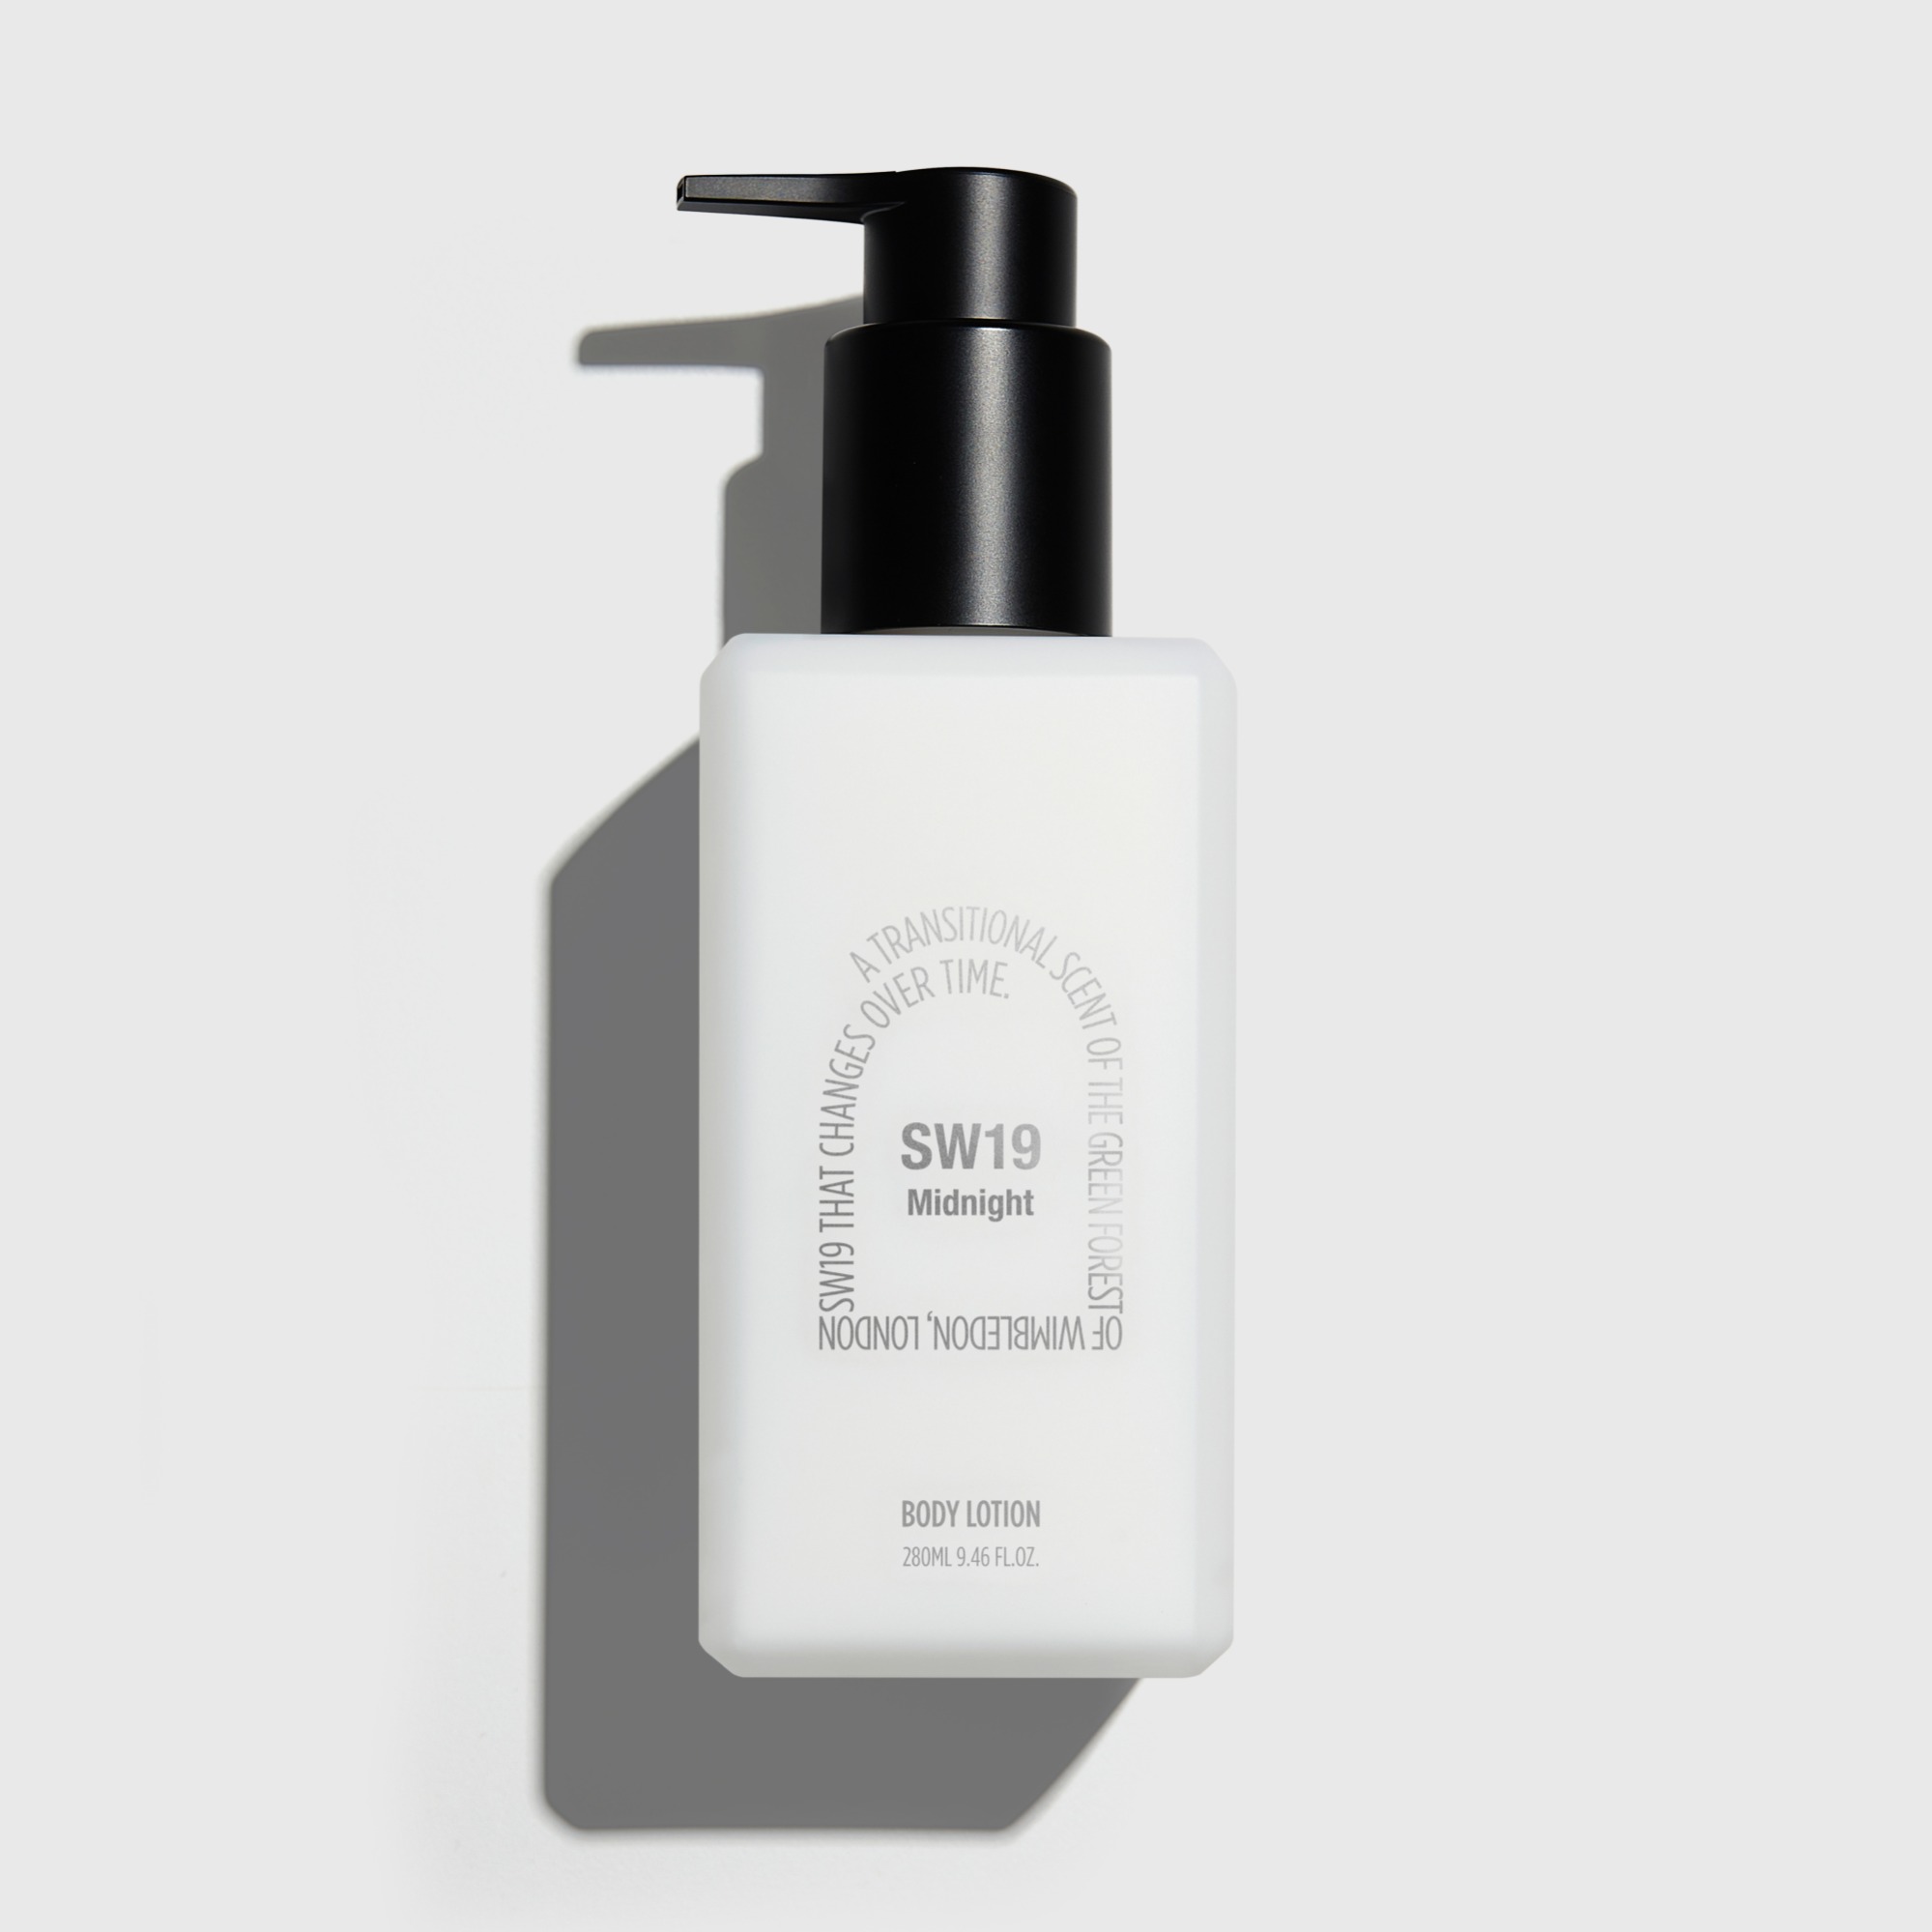 A TRANSITIONAL SCENT OF THE GREEN FOREST
OF WIMBLEDON, LONDON
SW19 THAT CHANGES OVER TIME.
SW19
Midnight
BODY LOTION
280ML 9.46 FL.OZ.